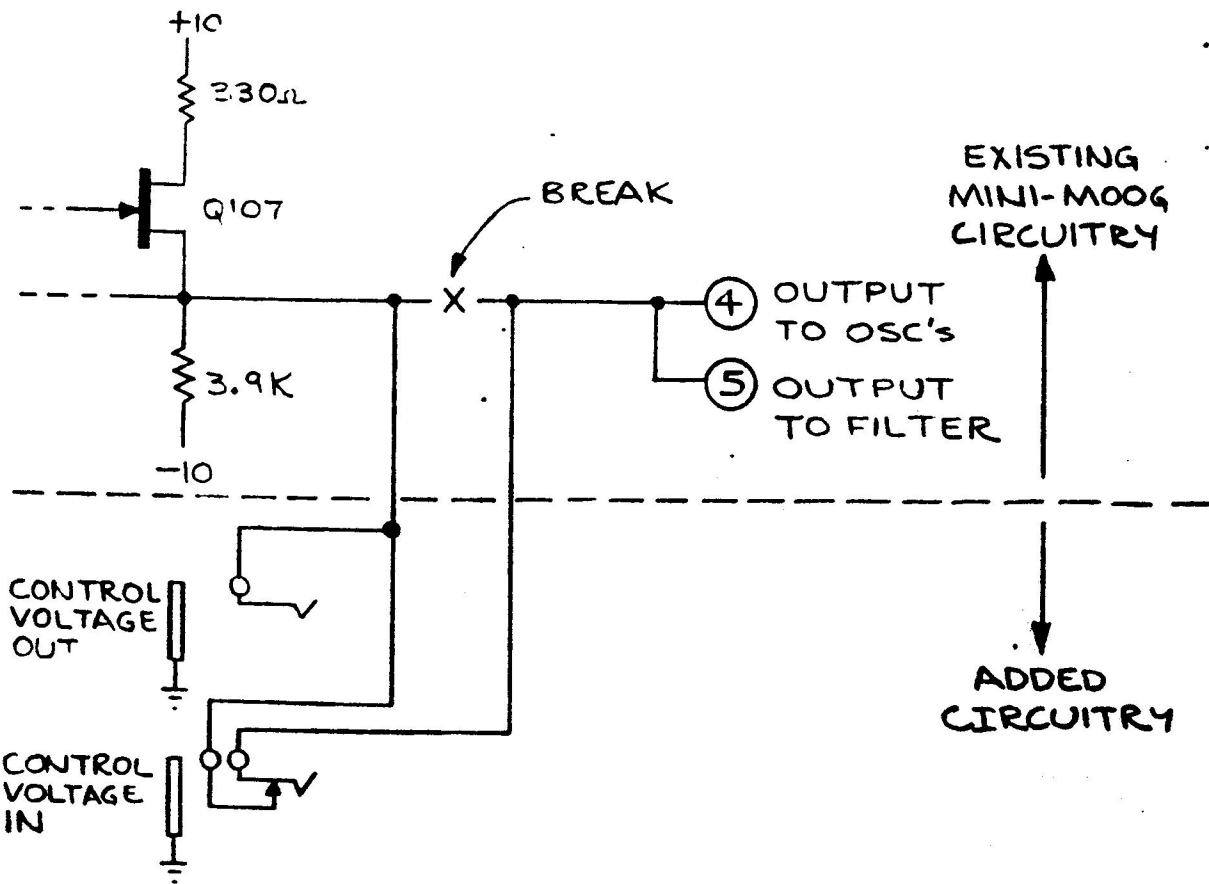 +10
330Ω
Q107
BREAK
EXISTING
MINI-MOOG
CIRCUITRY
X
4
OUTPUT
TO OSC's
3.9K
5
OUTPUT
TO FILTER
-10
CONTROL
VOLTAGE
OUT
ADDED
CIRCUITRY
CONTROL
VOLTAGE
IN